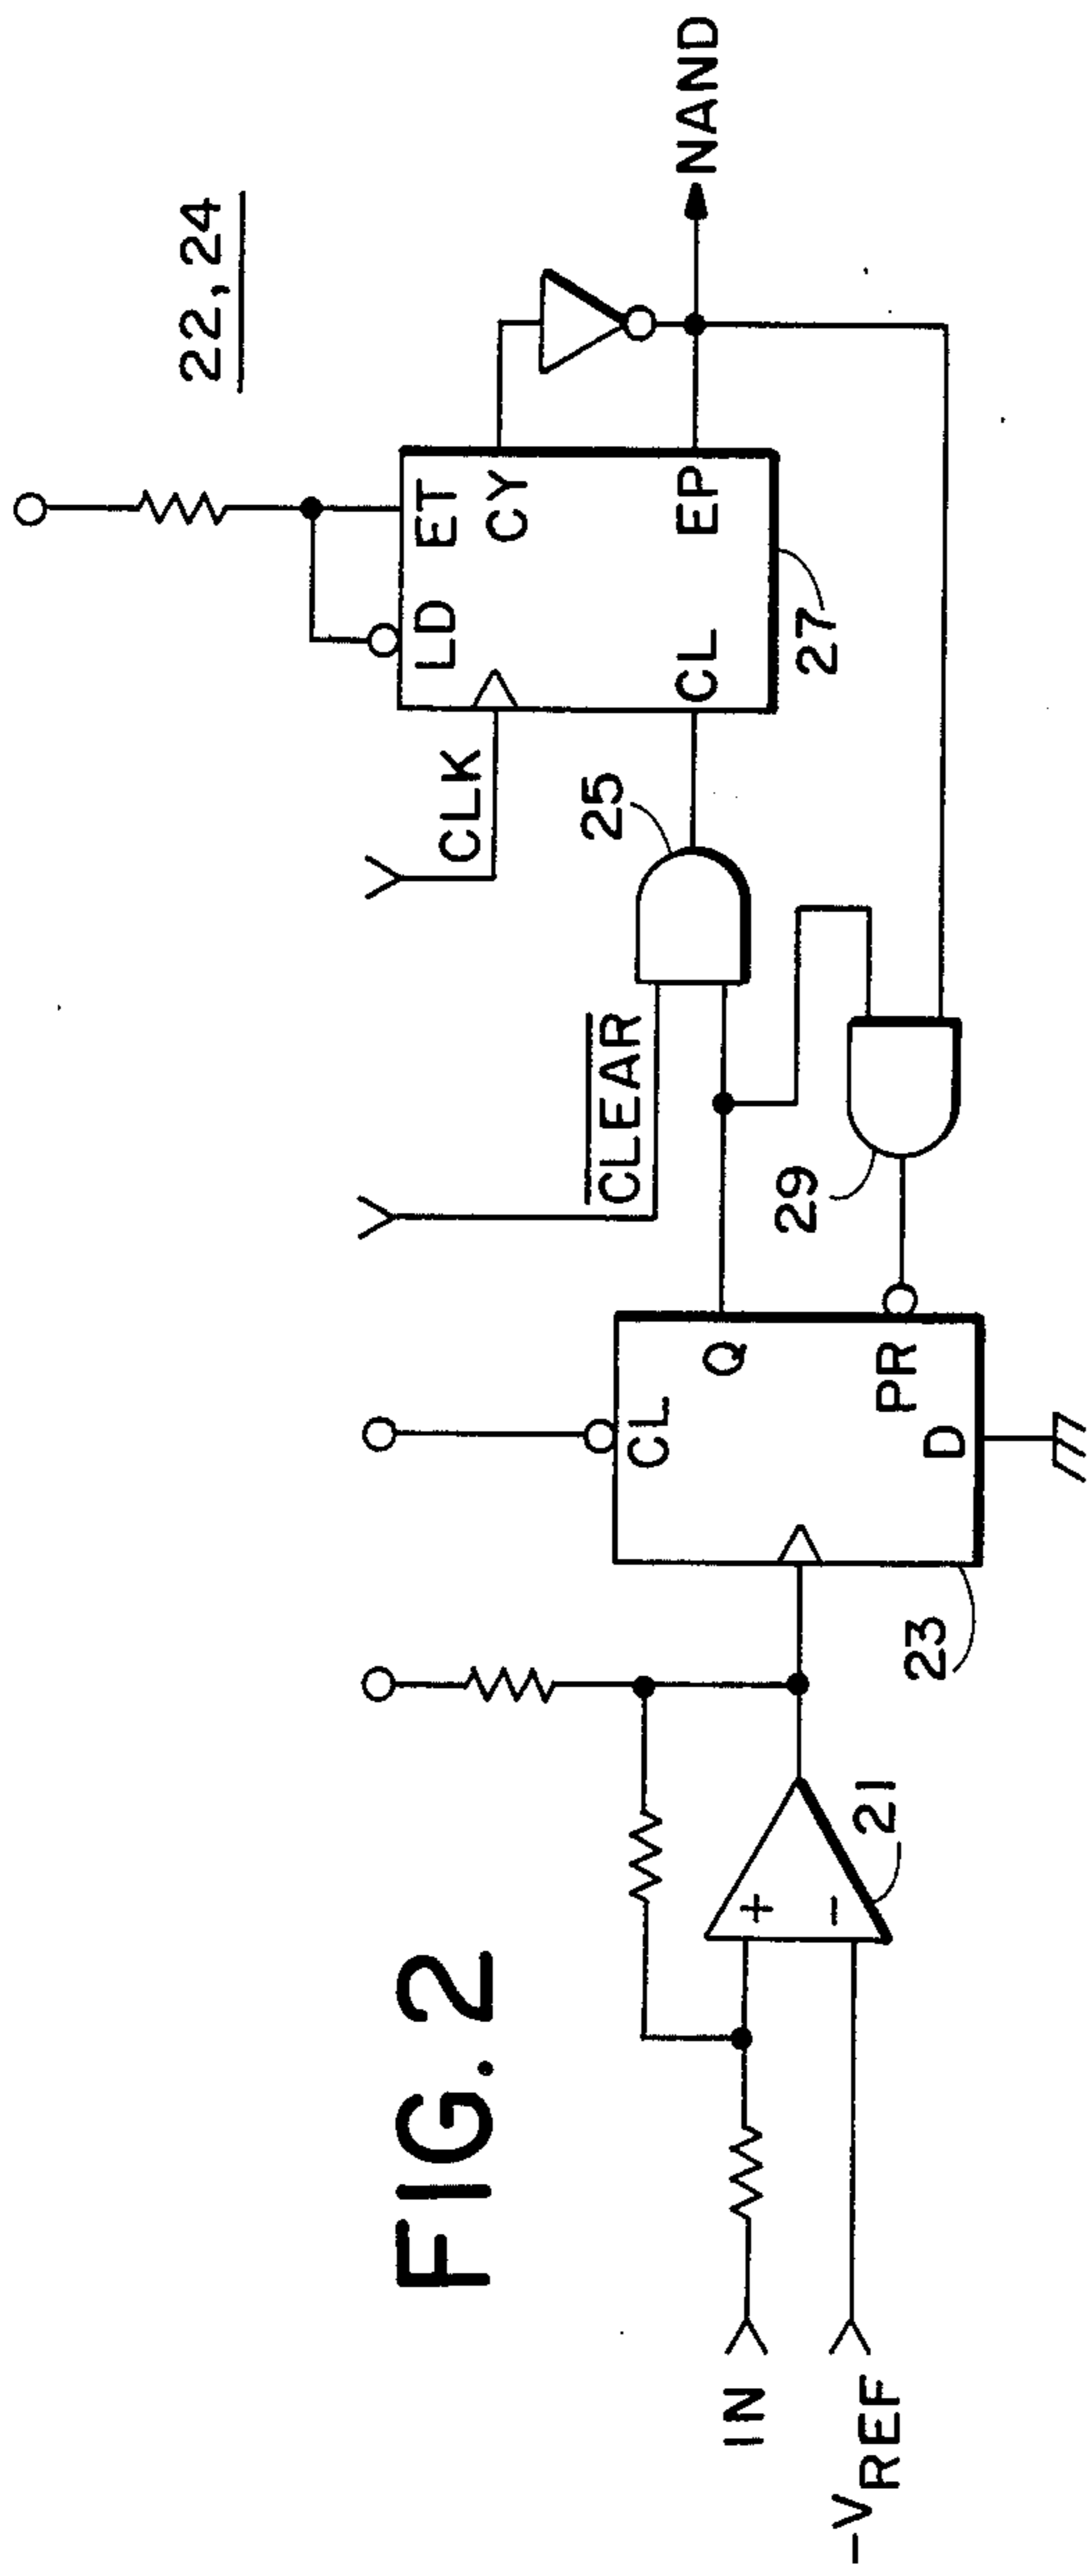 FIG. 2
22, 24
IN
-VREF
+
-
21
CL
Q
PR
D
23
CLEAR
25
29
CLK
LD
ET
CY
CL
EP
27
NAND